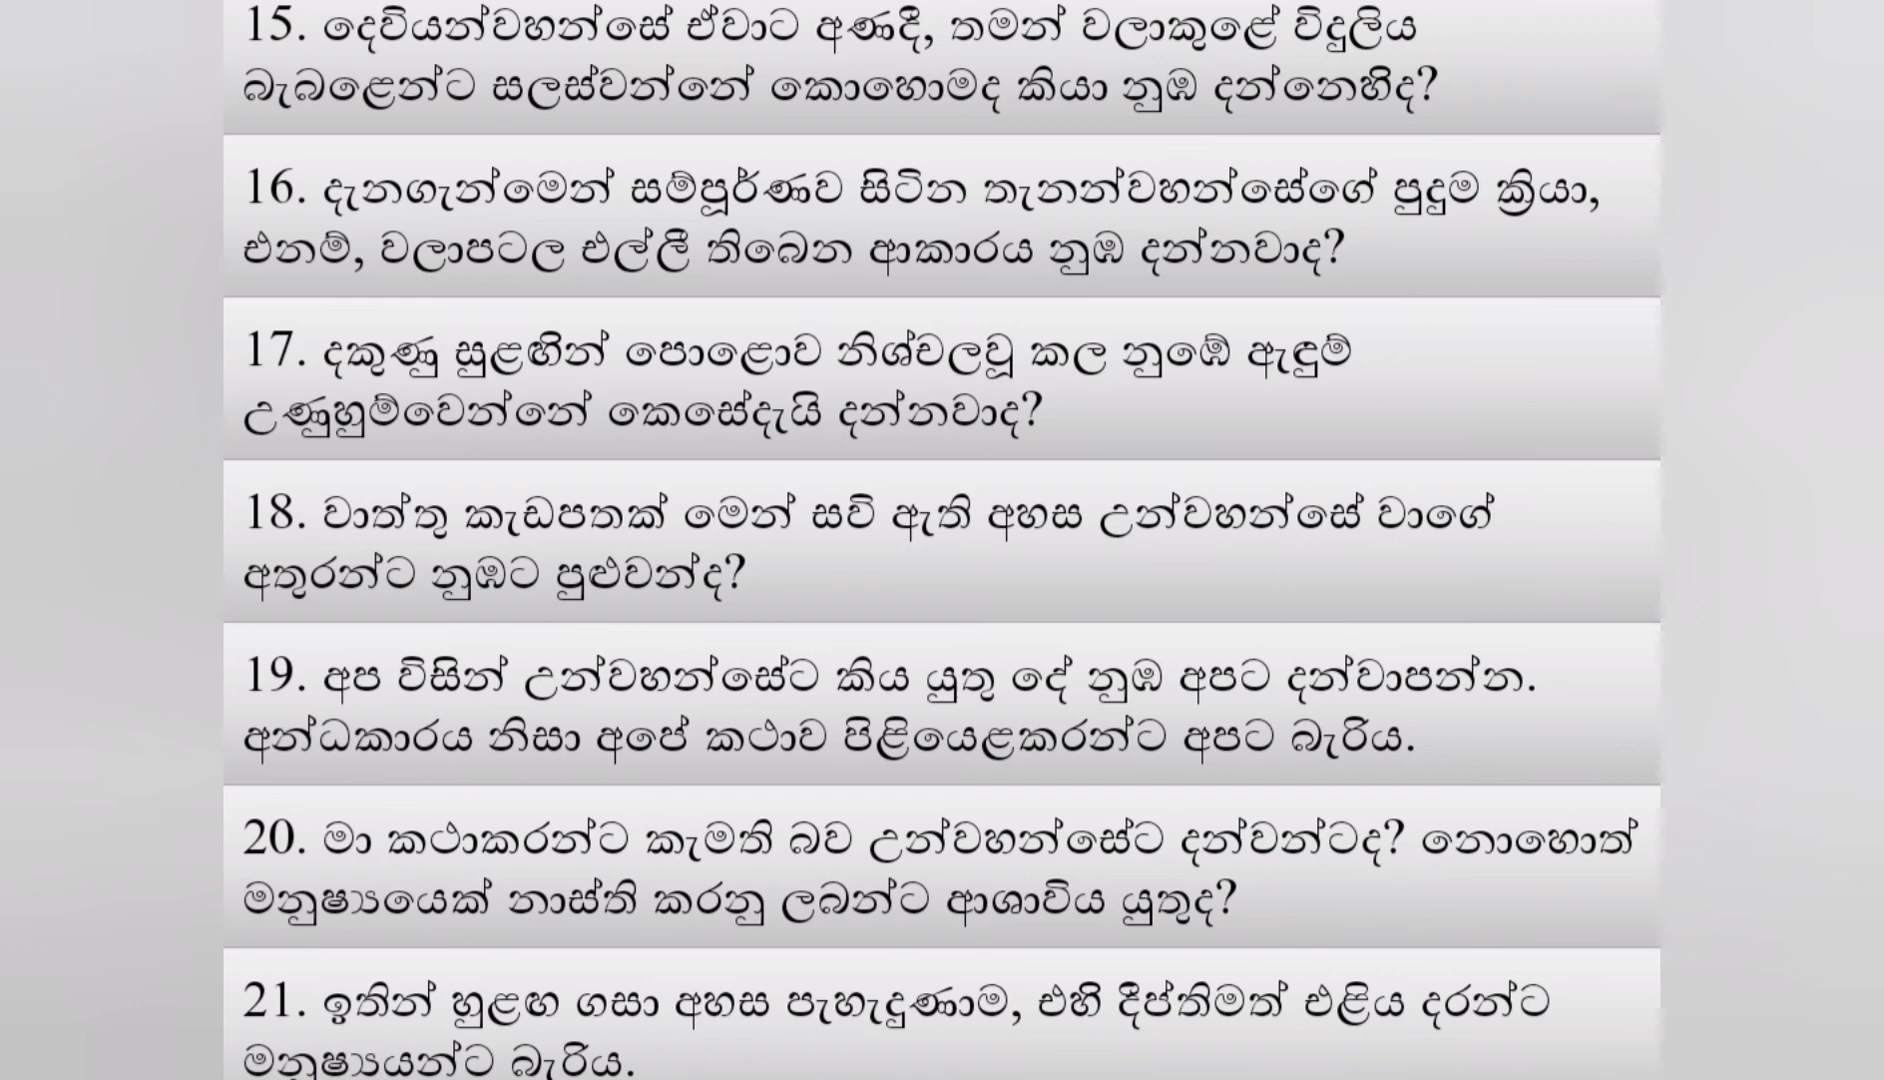 15. දෙවියන්වහන්සේ ඒවාට අණදී, තමන් වලාකුළේ විදුලිය
බැබළෙන්ට සලස්වන්නේ කොහොමද කියා නුඹ දන්නෙහිද?
16. දැනගැන්මෙන් සම්පූර්ණව සිටින තැනන්වහන්සේගේ පුදුම ක්‍රියා,
එනම්, වලාපටල එල්ලී තිබෙන ආකාරය නුඹ දන්නවාද?
17. දකුණු සුළඟින් පොළොව නිශ්චලවූ කල නුඹේ ඇඳුම්
උණුහුම්වෙන්නේ කෙසේදැයි දන්නවාද?
18. වාත්තු කැඩපතක් මෙන් සවි ඇති අහස උන්වහන්සේ වාගේ
අතුරන්ට නුඹට පුළුවන්ද?
19. අප විසින් උන්වහන්සේට කිය යුතු දේ නුඹ අපට දන්වාපන්න.
අන්ධකාරය නිසා අපේ කථාව පිළියෙළකරන්ට අපට බැරිය.
20. මා කථාකරන්ට කැමති බව උන්වහන්සේට දන්වන්ටද? නොහොත්
මනුෂ්‍යයෙක් නාස්ති කරනු ලබන්ට ආශාවිය යුතුද?
21. ඉතින් හුළඟ ගසා අහස පැහැදුණාම, එහි දීප්තිමත් එළිය දරන්ට
මනුෂ්‍යයන්ට බැරිය.